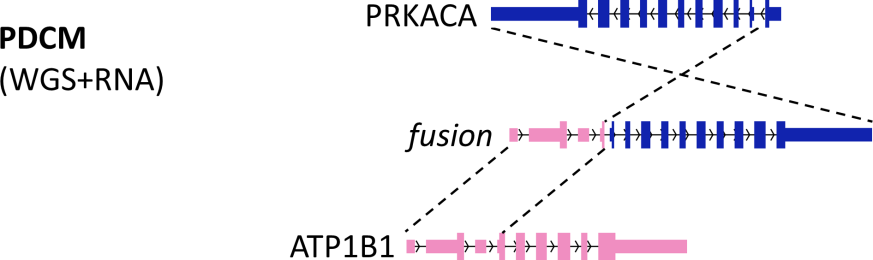 PRKACA
PDCM
(WGS+RNA)
fusion
ATP1B1